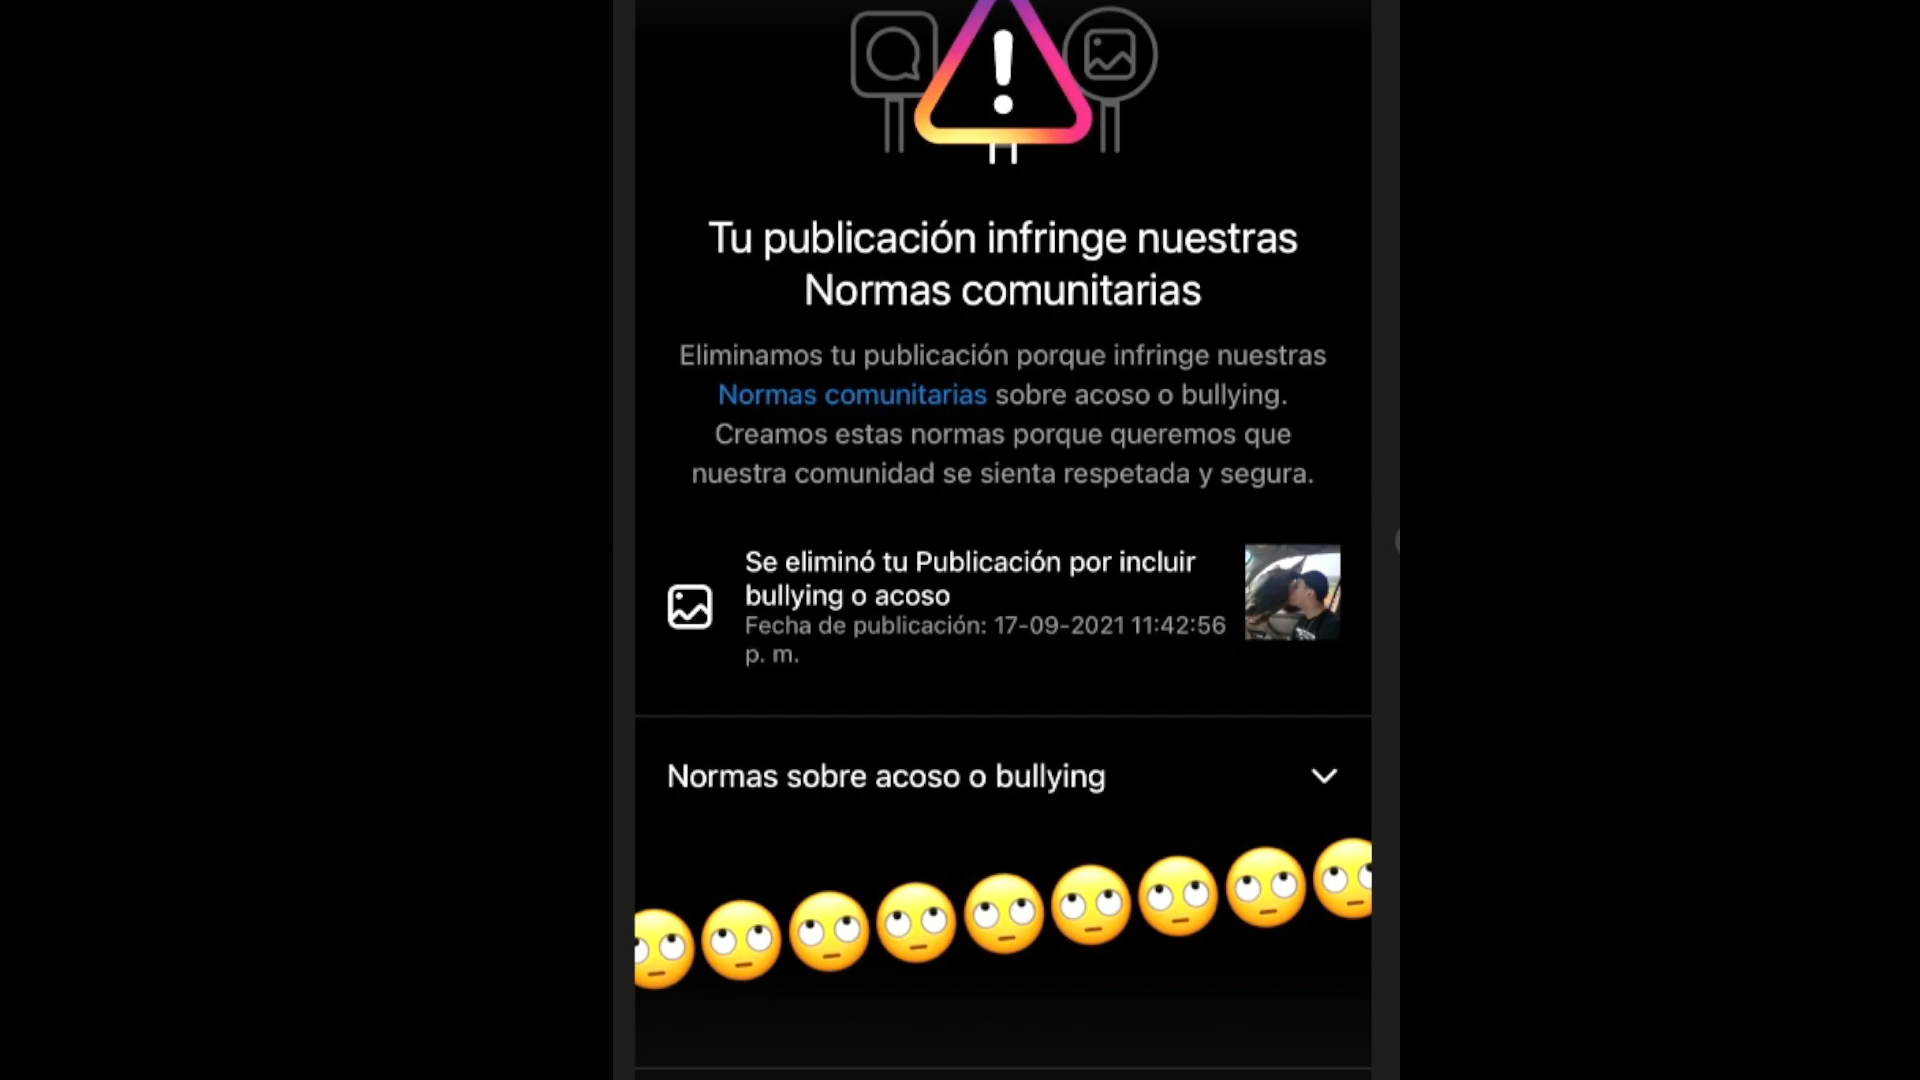 Tu publicación infringe nuestras
Normas comunitarias
Eliminamos tu publicación porque infringe nuestras
Normas comunitarias sobre acoso o bullying.
Creamos estas normas porque queremos que
nuestra comunidad se sienta respetada y segura.
Se eliminó tu Publicación por incluir
bullying o acoso
Fecha de publicación: 17-09-2021 11:42:56
p. m.
Normas sobre acoso o bullying